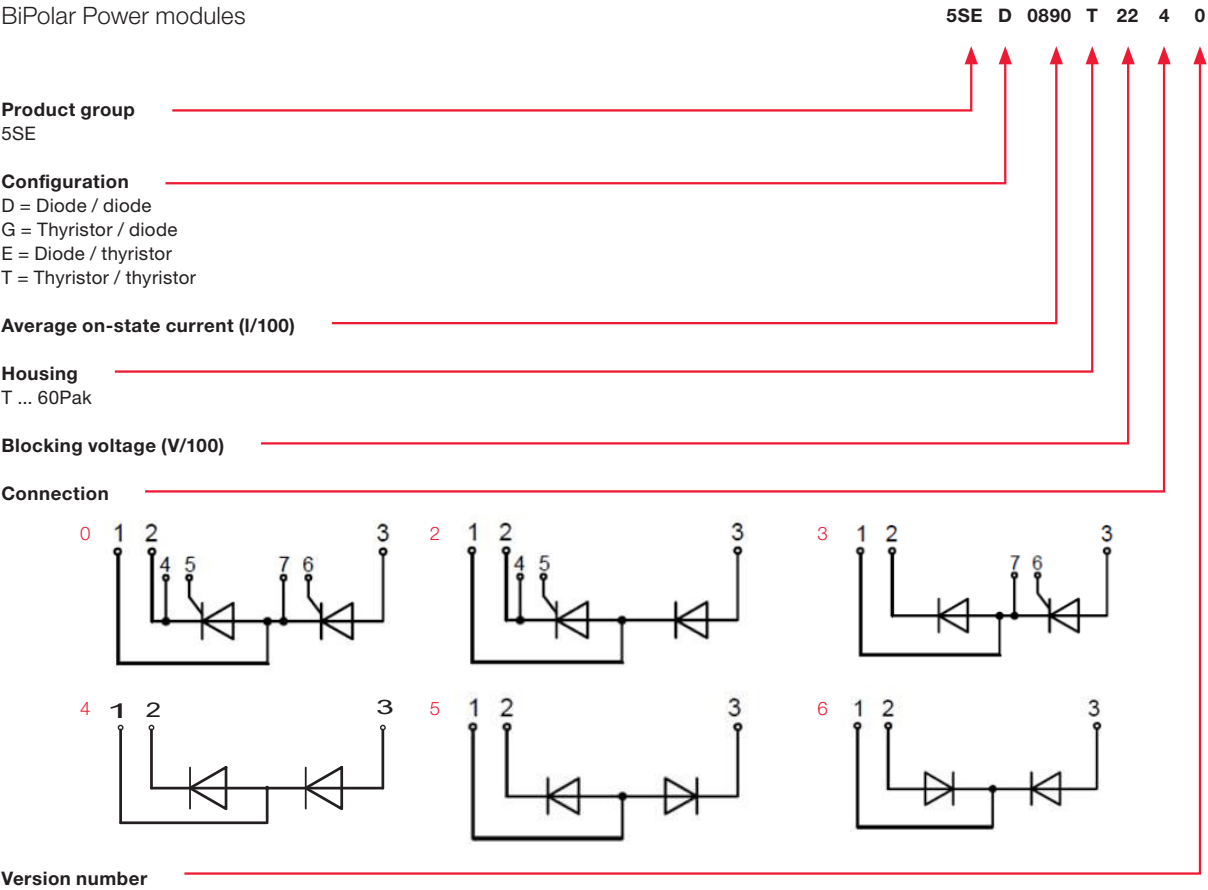 BiPolar Power modules
5SE D 0890 T 22 4 0
Product group
5SE
Configuration
D = Diode / diode
G = Thyristor / diode
E = Diode / thyristor
T = Thyristor / thyristor
Average on-state current (I/100)
Housing
T ... 60Pak
Blocking voltage (V/100)
Connection
0 1 2 3
4 5 7 6
2 1 2 3
4 5
3 1 2 3
7 6
4 1 2 3
5 1 2 3
6 1 2 3
Version number